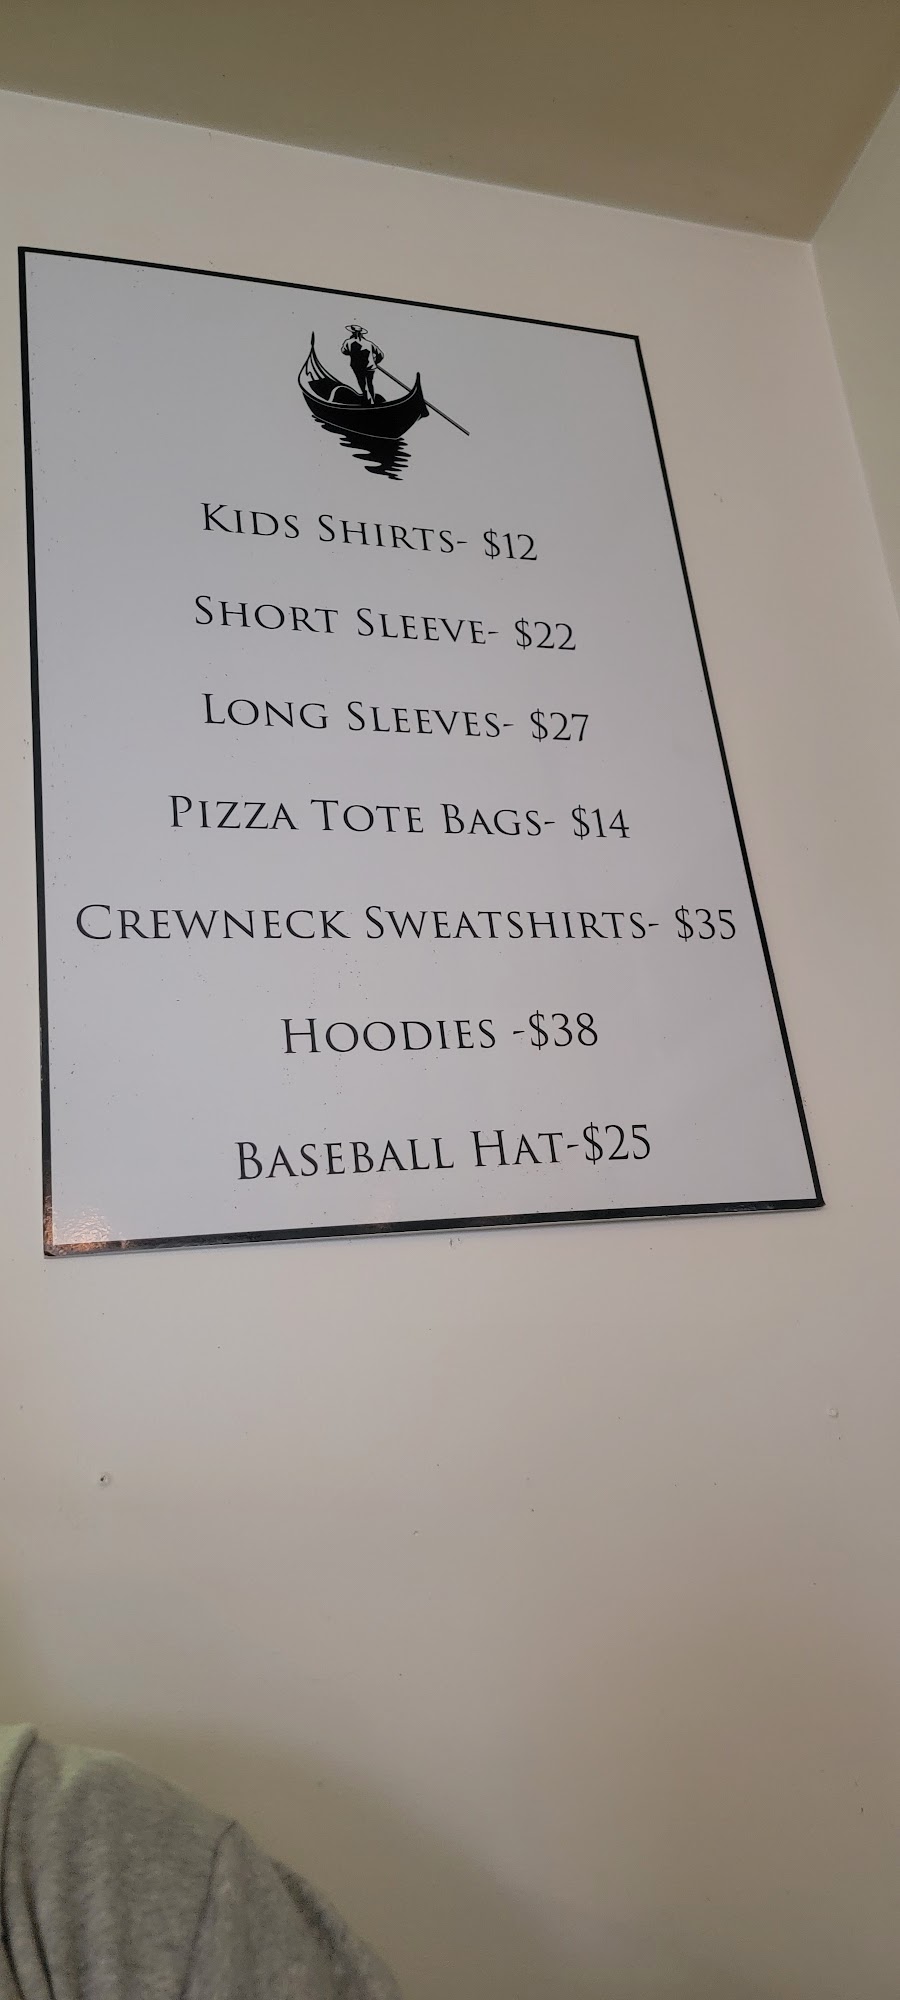 Kids Shirts- $12
Short Sleeve- $22
Long Sleeves- $27
Pizza Tote Bags- $14
Crewneck Sweatshirts- $35
Hoodies -$38
Baseball Hat-$25